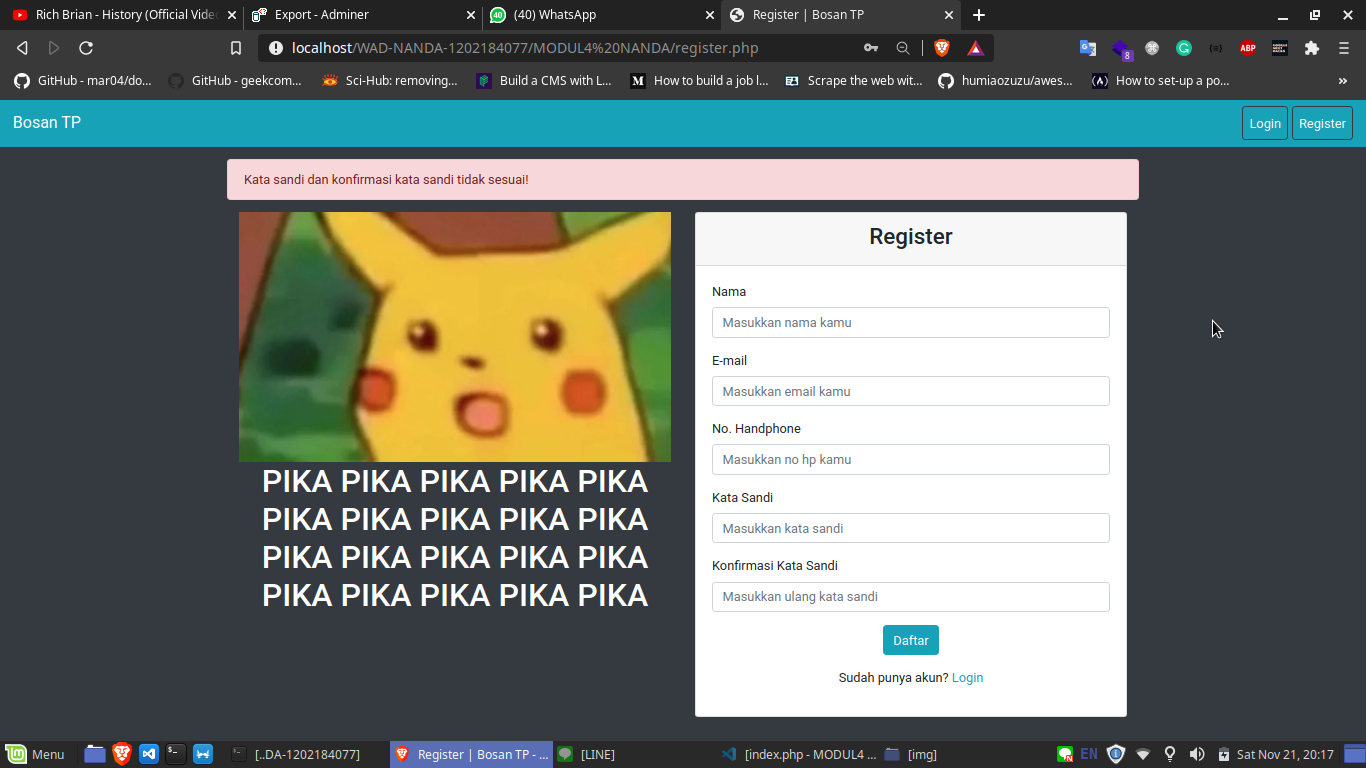 Rich Brian - History (Official Vide
Export - Adminer
(40) WhatsApp
Register | Bosan TP
localhost/WAD-NANDA-1202184077/MODUL4%20NANDA/register.php
8
ABP
GitHub - mar04/do...
GitHub - geekcom...
Sci-Hub: removing...
Build a CMS with L...
How to build a job l...
Scrape the web wit...
humiaozuzu/awes...
How to set-up a po...
»
Bosan TP
Login
Register
Kata sandi dan konfirmasi kata sandi tidak sesuai!
PIKA PIKA PIKA PIKA PIKA
PIKA PIKA PIKA PIKA PIKA
PIKA PIKA PIKA PIKA PIKA
PIKA PIKA PIKA PIKA PIKA
Register
Nama
Masukkan nama kamu
E-mail
Masukkan email kamu
No. Handphone
Masukkan no hp kamu
Kata Sandi
Masukkan kata sandi
Konfirmasi Kata Sandi
Masukkan ulang kata sandi
Daftar
Sudah punya akun? Login
Menu
[..DA-1202184077]
Register | Bosan TP - ...
[LINE]
[index.php - MODUL4 ...
[img]
EN
Sat Nov 21, 20:17